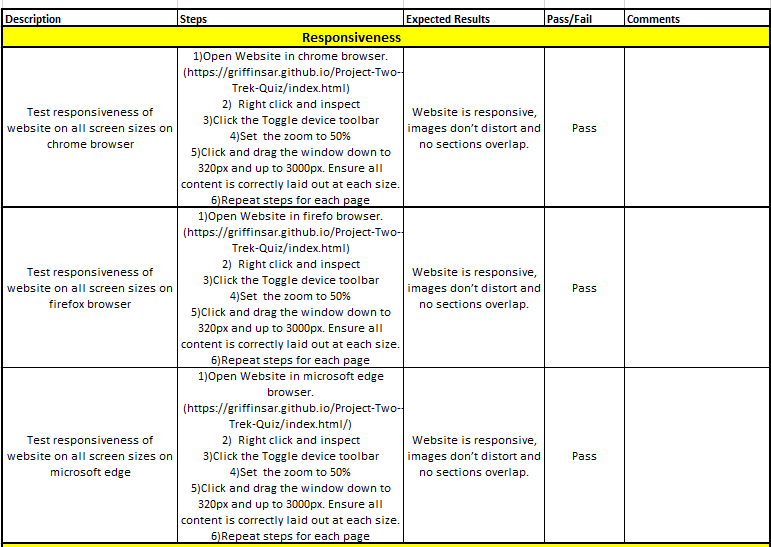 Description Steps Expected Results Pass/Fail Comments
Responsiveness
Test responsiveness of
website on all screen sizes on
chrome browser
1)Open Website in chrome browser.
(https://griffinsar.github.io/Project-Two--
Trek-Quiz/index.html)
2) Right click and inspect
3)Click the Toggle device toolbar
4)Set the zoom to 50%
5)Click and drag the window down to
320px and up to 3000px. Ensure all
content is correctly laid out at each size.
6)Repeat steps for each page
Website is responsive,
images don't distort and
no sections overlap.
Pass
Test responsiveness of
website on all screen sizes on
firefox browser
1)Open Website in firefo browser.
(https://griffinsar.github.io/Project-Two--
Trek-Quiz/index.html)
2) Right click and inspect
3)Click the Toggle device toolbar
4)Set the zoom to 50%
5)Click and drag the window down to
320px and up to 3000px. Ensure all
content is correctly laid out at each size.
6)Repeat steps for each page
Website is responsive,
images don't distort and
no sections overlap.
Pass
Test responsiveness of
website on all screen sizes on
microsoft edge
1)Open Website in microsoft edge
browser.
(https://griffinsar.github.io/Project-Two--
Trek-Quiz/index.html/)
2) Right click and inspect
3)Click the Toggle device toolbar
4)Set the zoom to 50%
5)Click and drag the window down to
320px and up to 3000px. Ensure all
content is correctly laid out at each size.
6)Repeat steps for each page
Website is responsive,
images don't distort and
no sections overlap.
Pass